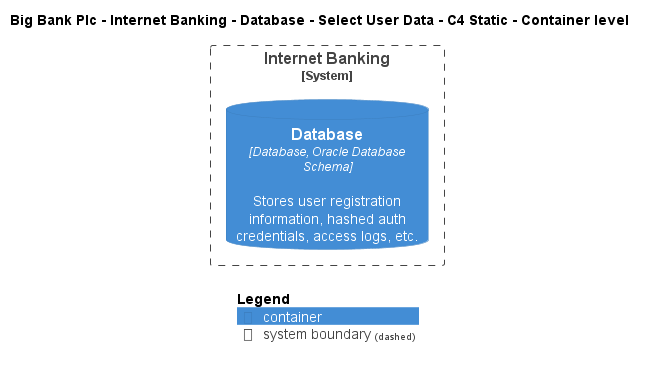 Big Bank Plc - Internet Banking - Database - Select User Data - C4 Static - Container level
Internet Banking
[System]
Database
[Database, Oracle Database
Schema]
Stores user registration
information, hashed auth
credentials, access logs, etc.
Legend
container
system boundary (dashed)